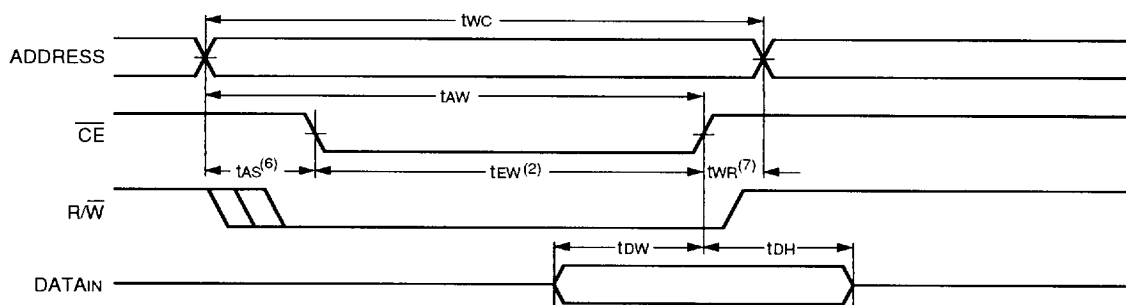 tWC
ADDRESS
tAW
CE
tAS(6)
tEW(2)
tWR(7)
R/W
tDW
tDH
DATAIN